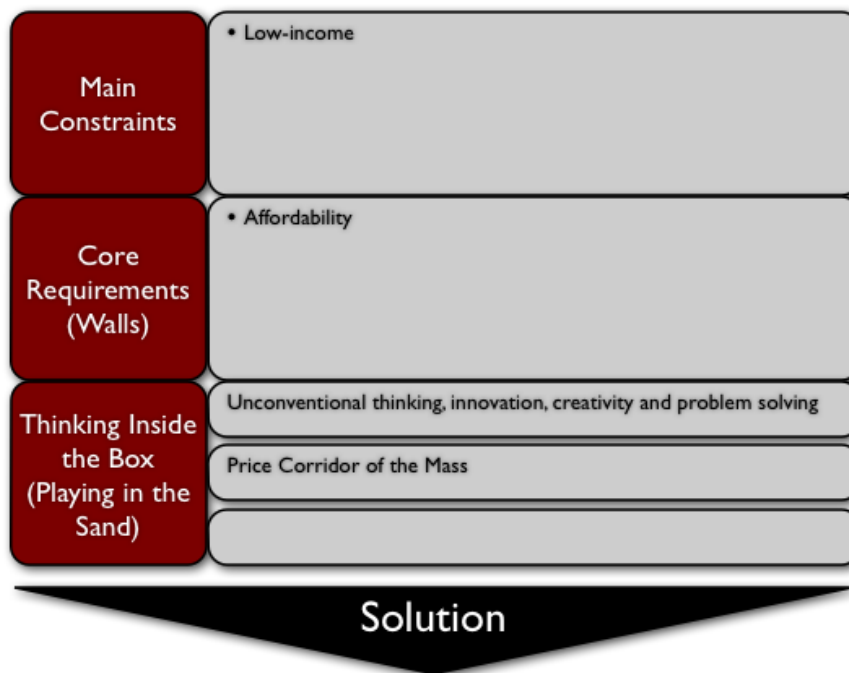 Main
Constraints
• Low-income
Core
Requirements
(Walls)
• Affordability
Thinking Inside
the Box
(Playing in the
Sand)
Unconventional thinking, innovation, creativity and problem solving
Price Corridor of the Mass
Solution